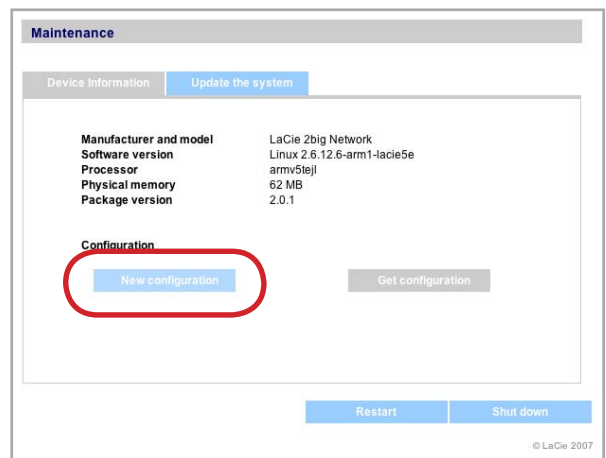 Maintenance
Device Information Update the system
Manufacturer and model LaCie 2big Network
Software version Linux 2.6.12.6-arm1-lacie5e
Processor armv5tejl
Physical memory 62 MB
Package version 2.0.1
Configuration
New configuration Get configuration
Restart Shut down
© LaCie 2007